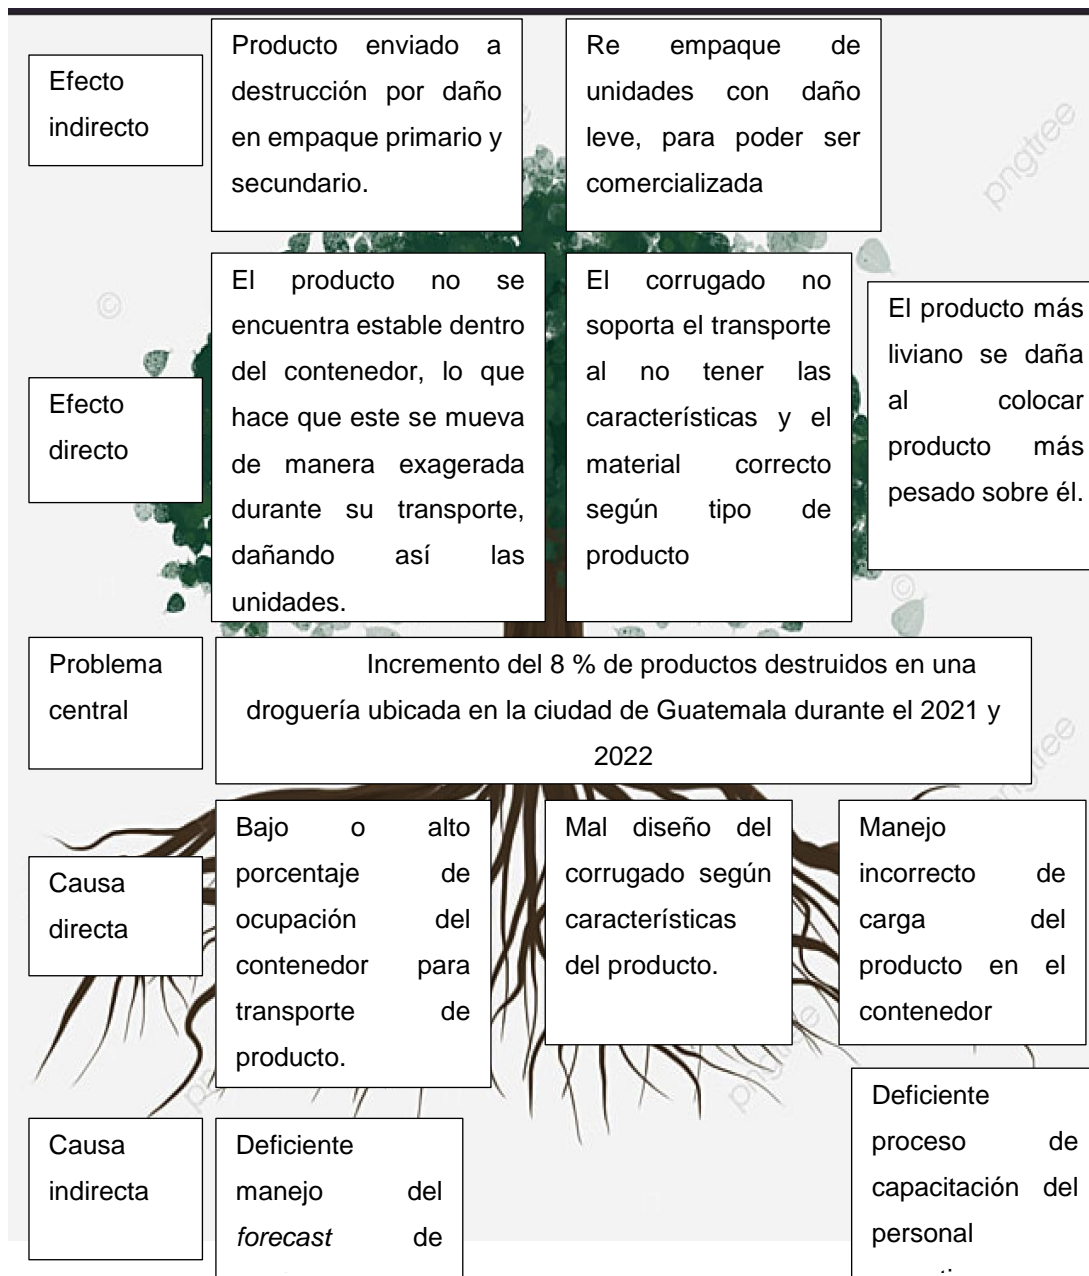 Efecto
indirecto
Producto enviado a
destrucción por daño
en empaque primario y
secundario.
Re empaque de
unidades con daño
leve, para poder ser
comercializada
Efecto
directo
El producto no se
encuentra estable dentro
del contenedor, lo que
hace que este se mueva
de manera exagerada
durante su transporte,
dañando así las
unidades.
El corrugado no
soporta el transporte
al no tener las
características y el
material correcto
según tipo de
producto
El producto más
liviano se daña
al colocar
producto más
pesado sobre él.
Problema
central
Incremento del 8 % de productos destruidos en una
droguería ubicada en la ciudad de Guatemala durante el 2021 y
2022
Causa
directa
Bajo o alto
porcentaje de
ocupación del
contenedor para
transporte de
producto.
Mal diseño del
corrugado según
características
del producto.
Manejo
incorrecto de
carga del
producto en el
contenedor
Causa
indirecta
Deficiente
manejo del
forecast de
Deficiente
proceso de
capacitación del
personal
pngtree
pngtree